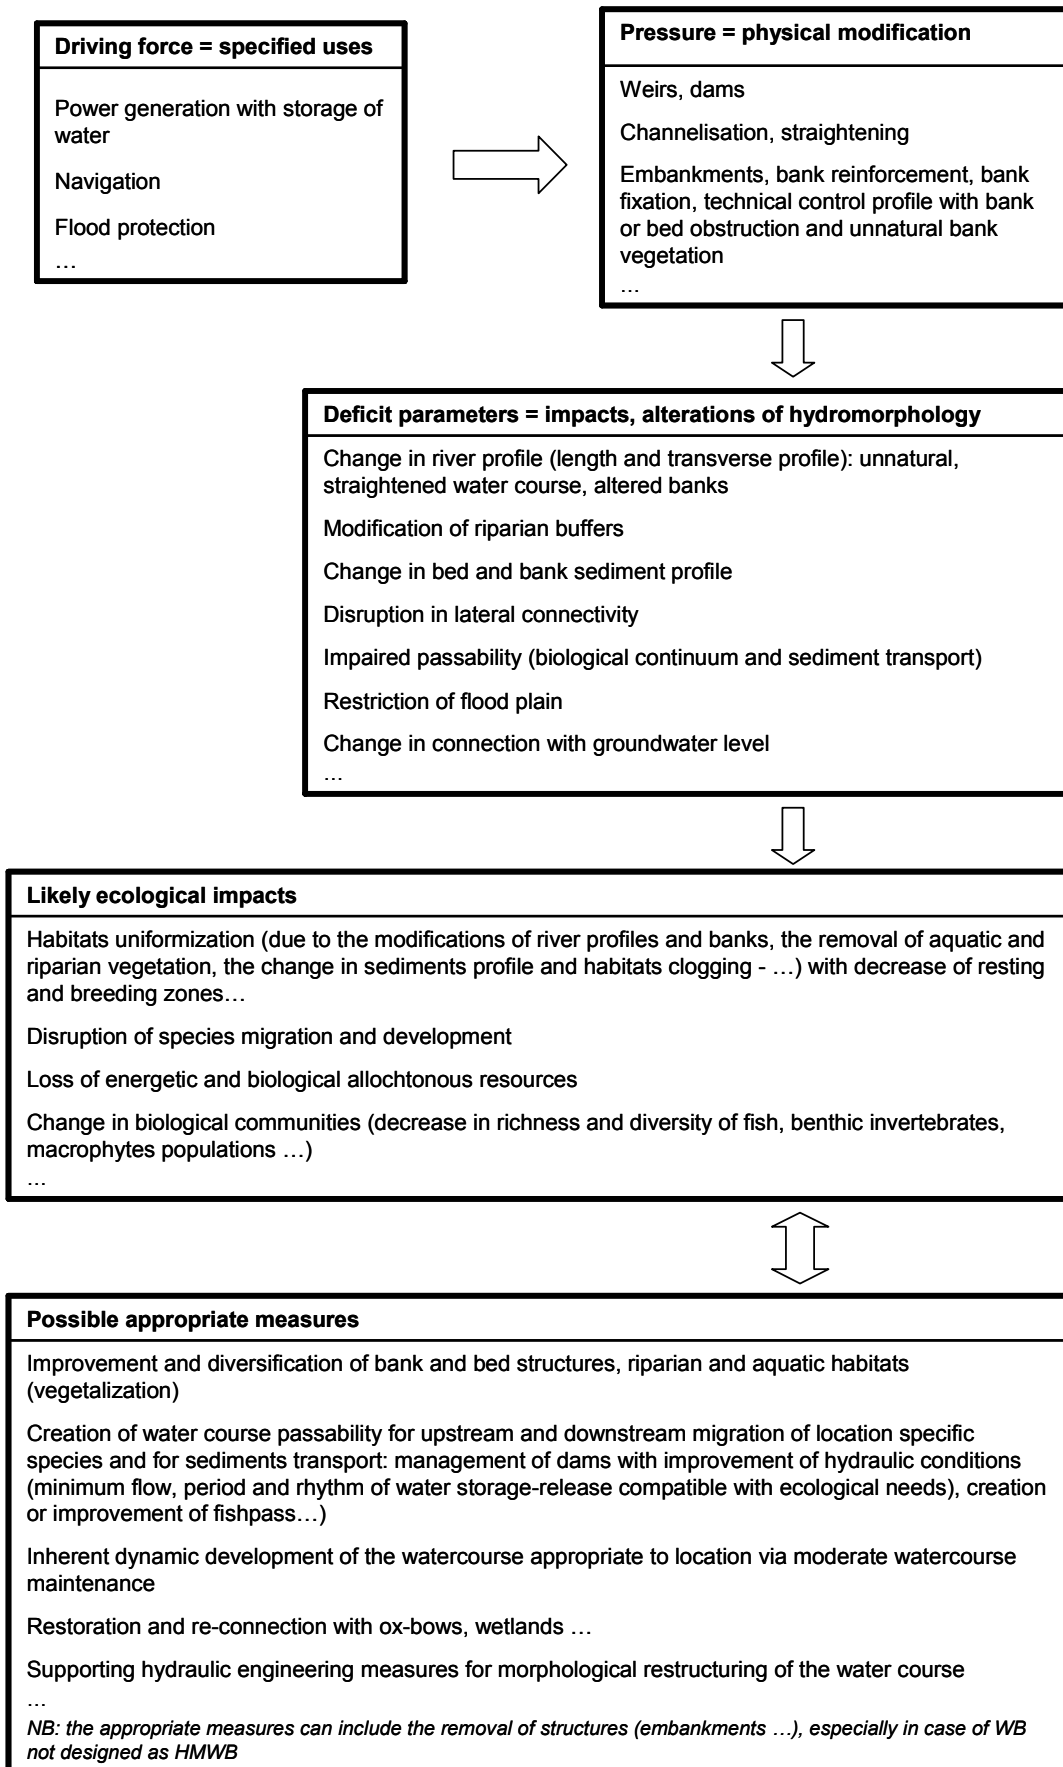 Driving force = specified uses
Power generation with storage of
water
Navigation
Flood protection
…
Pressure = physical modification
Weirs, dams
Channelisation, straightening
Embankments, bank reinforcement, bank
fixation, technical control profile with bank
or bed obstruction and unnatural bank
vegetation
...
Deficit parameters = impacts, alterations of hydromorphology
Change in river profile (length and transverse profile): unnatural,
straightened water course, altered banks
Modification of riparian buffers
Change in bed and bank sediment profile
Disruption in lateral connectivity
Impaired passability (biological continuum and sediment transport)
Restriction of flood plain
Change in connection with groundwater level
…
Likely ecological impacts
Habitats uniformization (due to the modifications of river profiles and banks, the removal of aquatic and
riparian vegetation, the change in sediments profile and habitats clogging - …) with decrease of resting
and breeding zones…
Disruption of species migration and development
Loss of energetic and biological allochtonous resources
Change in biological communities (decrease in richness and diversity of fish, benthic invertebrates,
macrophytes populations …)
...
Possible appropriate measures
Improvement and diversification of bank and bed structures, riparian and aquatic habitats
(vegetalization)
Creation of water course passability for upstream and downstream migration of location specific
species and for sediments transport: management of dams with improvement of hydraulic conditions
(minimum flow, period and rhythm of water storage-release compatible with ecological needs), creation
or improvement of fishpass…)
Inherent dynamic development of the watercourse appropriate to location via moderate watercourse
maintenance
Restoration and re-connection with ox-bows, wetlands …
Supporting hydraulic engineering measures for morphological restructuring of the water course
...
NB: the appropriate measures can include the removal of structures (embankments …), especially in case of WB
not designed as HMWB